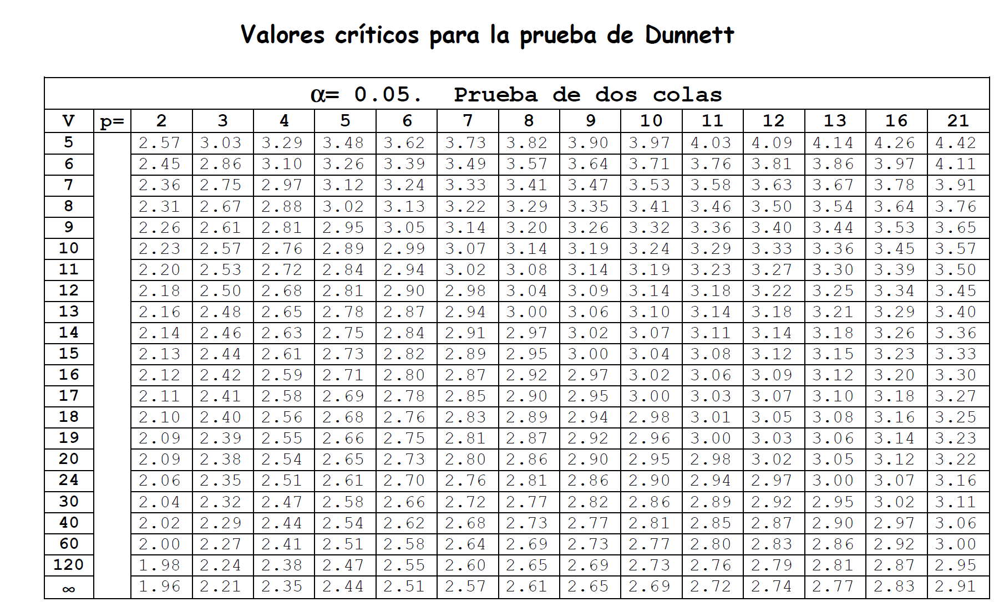 Valores críticos para la prueba de Dunnett
α= 0.05. Prueba de dos colas
V p= 2 3 4 5 6 7 8 9 10 11 12 13 16 21
5 2.57 3.03 3.29 3.48 3.62 3.73 3.82 3.90 3.97 4.03 4.09 4.14 4.26 4.42
6 2.45 2.86 3.10 3.26 3.39 3.49 3.57 3.64 3.71 3.76 3.81 3.86 3.97 4.11
7 2.36 2.75 2.97 3.12 3.24 3.33 3.41 3.47 3.53 3.58 3.63 3.67 3.78 3.91
8 2.31 2.67 2.88 3.02 3.13 3.22 3.29 3.35 3.41 3.46 3.50 3.54 3.64 3.76
9 2.26 2.61 2.81 2.95 3.05 3.14 3.20 3.26 3.32 3.36 3.40 3.44 3.53 3.65
10 2.23 2.57 2.76 2.89 2.99 3.07 3.14 3.19 3.24 3.29 3.33 3.36 3.45 3.57
11 2.20 2.53 2.72 2.84 2.94 3.02 3.08 3.14 3.19 3.23 3.27 3.30 3.39 3.50
12 2.18 2.50 2.68 2.81 2.90 2.98 3.04 3.09 3.14 3.18 3.22 3.25 3.34 3.45
13 2.16 2.48 2.65 2.78 2.87 2.94 3.00 3.06 3.10 3.14 3.18 3.21 3.29 3.40
14 2.14 2.46 2.63 2.75 2.84 2.91 2.97 3.02 3.07 3.11 3.14 3.18 3.26 3.36
15 2.13 2.44 2.61 2.73 2.82 2.89 2.95 3.00 3.04 3.08 3.12 3.15 3.23 3.33
16 2.12 2.42 2.59 2.71 2.80 2.87 2.92 2.97 3.02 3.06 3.09 3.12 3.20 3.30
17 2.11 2.41 2.58 2.69 2.78 2.85 2.90 2.95 3.00 3.03 3.07 3.10 3.18 3.27
18 2.10 2.40 2.56 2.68 2.76 2.83 2.89 2.94 2.98 3.01 3.05 3.08 3.16 3.25
19 2.09 2.39 2.55 2.66 2.75 2.81 2.87 2.92 2.96 3.00 3.03 3.06 3.14 3.23
20 2.09 2.38 2.54 2.65 2.73 2.80 2.86 2.90 2.95 2.98 3.02 3.05 3.12 3.22
24 2.06 2.35 2.51 2.61 2.70 2.76 2.81 2.86 2.90 2.94 2.97 3.00 3.07 3.16
30 2.04 2.32 2.47 2.58 2.66 2.72 2.77 2.82 2.86 2.89 2.92 2.95 3.02 3.11
40 2.02 2.29 2.44 2.54 2.62 2.68 2.73 2.77 2.81 2.85 2.87 2.90 2.97 3.06
60 2.00 2.27 2.41 2.51 2.58 2.64 2.69 2.73 2.77 2.80 2.83 2.86 2.92 3.00
120 1.98 2.24 2.38 2.47 2.55 2.60 2.65 2.69 2.73 2.76 2.79 2.81 2.87 2.95
∞ 1.96 2.21 2.35 2.44 2.51 2.57 2.61 2.65 2.69 2.72 2.74 2.77 2.83 2.91